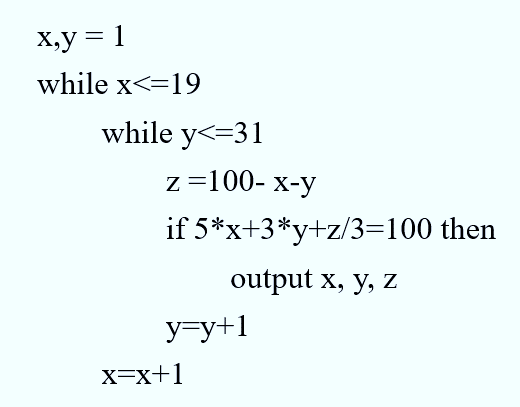 x,y = 1
while x<=19
while y<=31
z =100- x-y
if 5*x+3*y+z/3=100 then
output x, y, z
y=y+1
x=x+1